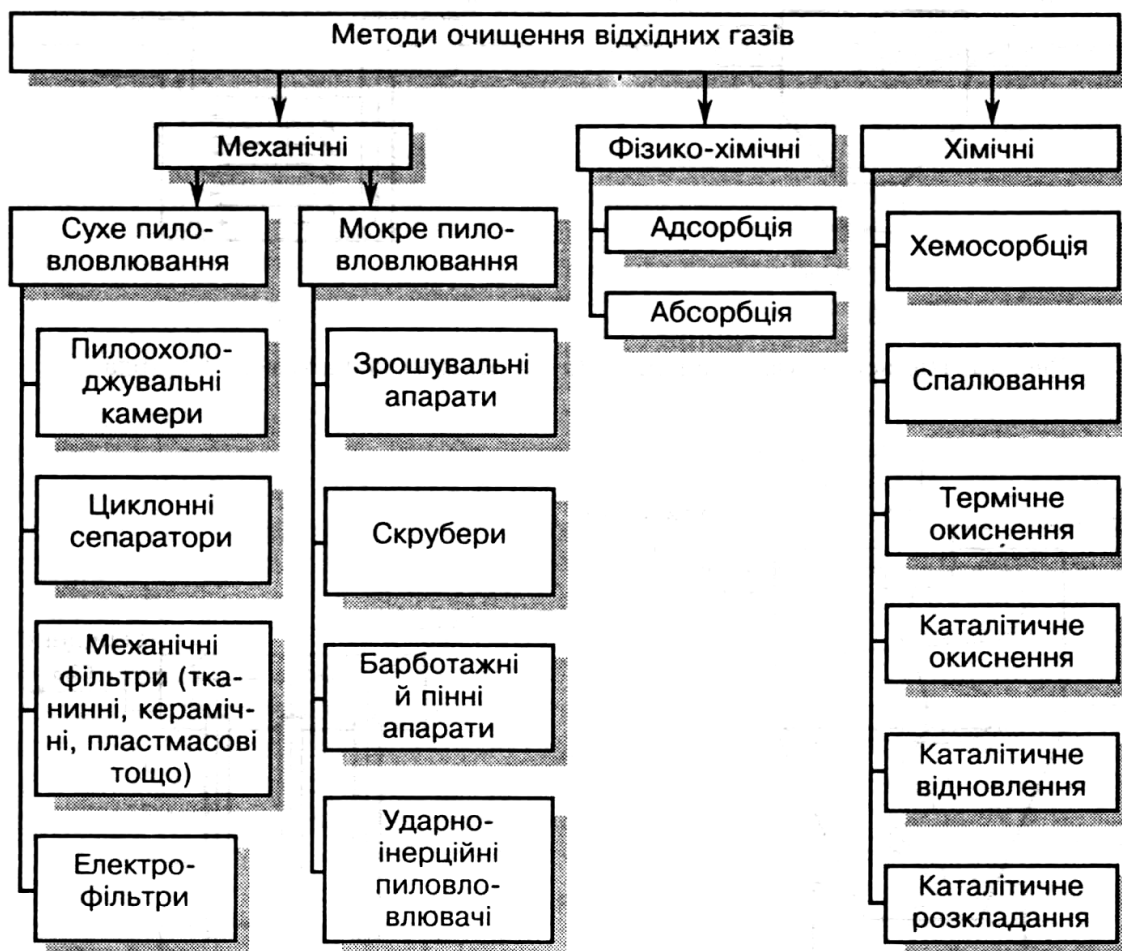 Методи очищення відхідних газів
Механічні
Фізико-хімічні
Хімічні
Сухе пило-
вловлювання
Мокре пило-
вловлювання
Адсорбція
Абсорбція
Хемосорбція
Пилоохоло-
джувальні
камери
Зрошувальні
апарати
Спалювання
Циклонні
сепаратори
Скрубери
Термічне
окиснення
Механічні
фільтри (тка-
нинні, кераміч-
ні, пластмасові
тощо)
Барботажні
й пінні
апарати
Каталітичне
окиснення
Каталітичне
відновлення
Електро-
фільтри
Ударно-
інерційні
пиловло-
влювачі
Каталітичне
розкладання